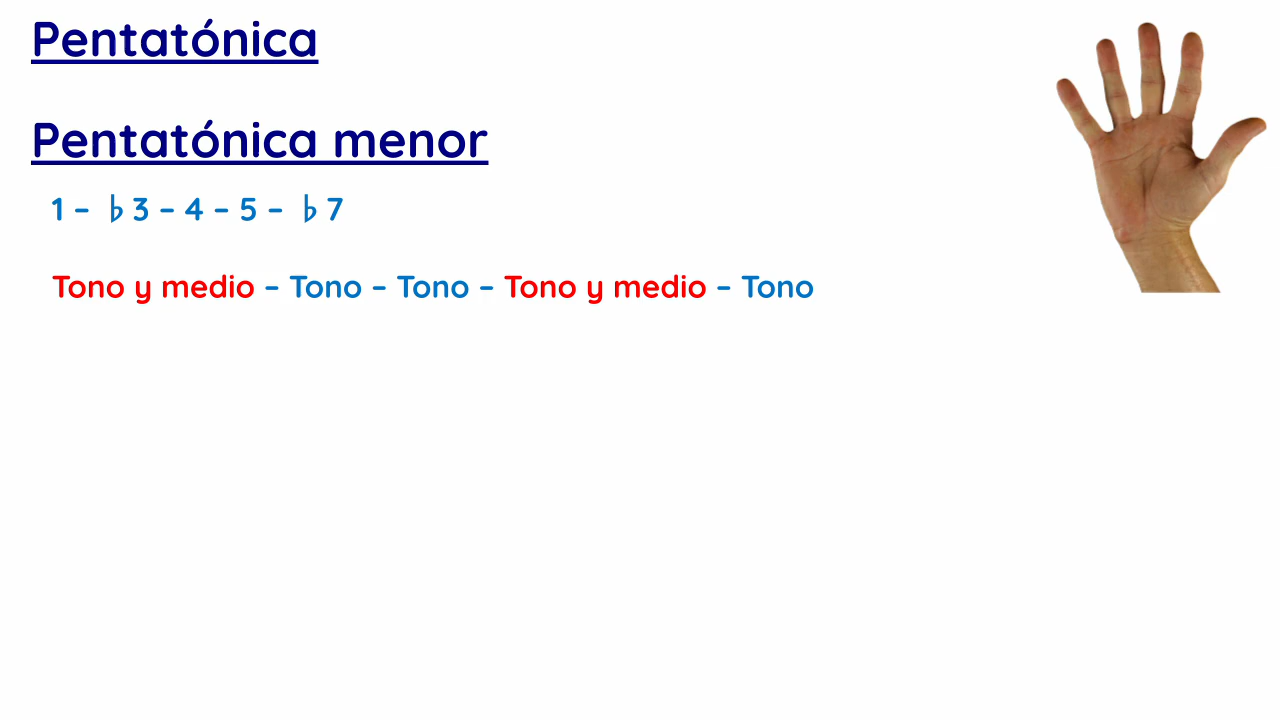 Pentatónica
Pentatónica menor
1 – ♭3 – 4 – 5 – ♭7
Tono y medio – Tono – Tono – Tono y medio – Tono